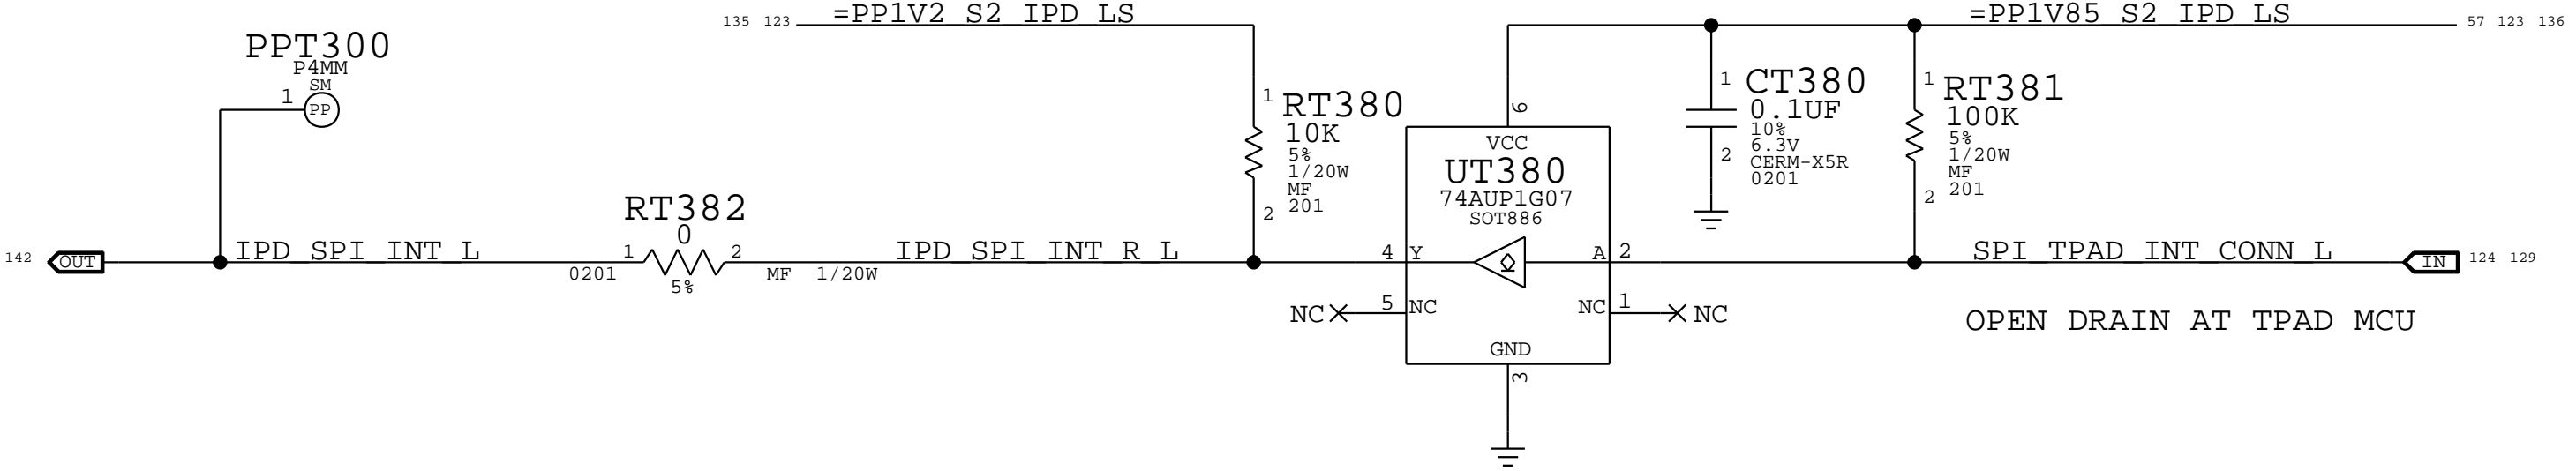 135 123 =PP1V2_S2_IPD_LS
=PP1V85_S2_IPD_LS 57 123 136
PPT300
P4MM
SM
1 PP
1 RT380
10K
5%
1/20W
MF
201
2
6
VCC
UT380
74AUP1G07
SOT886
1 CT380
0.1UF
10%
6.3V
CERM-X5R
0201
2
1 RT381
100K
5%
1/20W
MF
201
2
RT382
0
142 OUT IPD_SPI_INT_L 1 2 IPD_SPI_INT_R_L 4 Y A 2 SPI_TPAD_INT_CONN_L IN 124 129
0201 5% MF 1/20W
NC 5 NC NC 1 NC
OPEN DRAIN AT TPAD MCU
GND
3